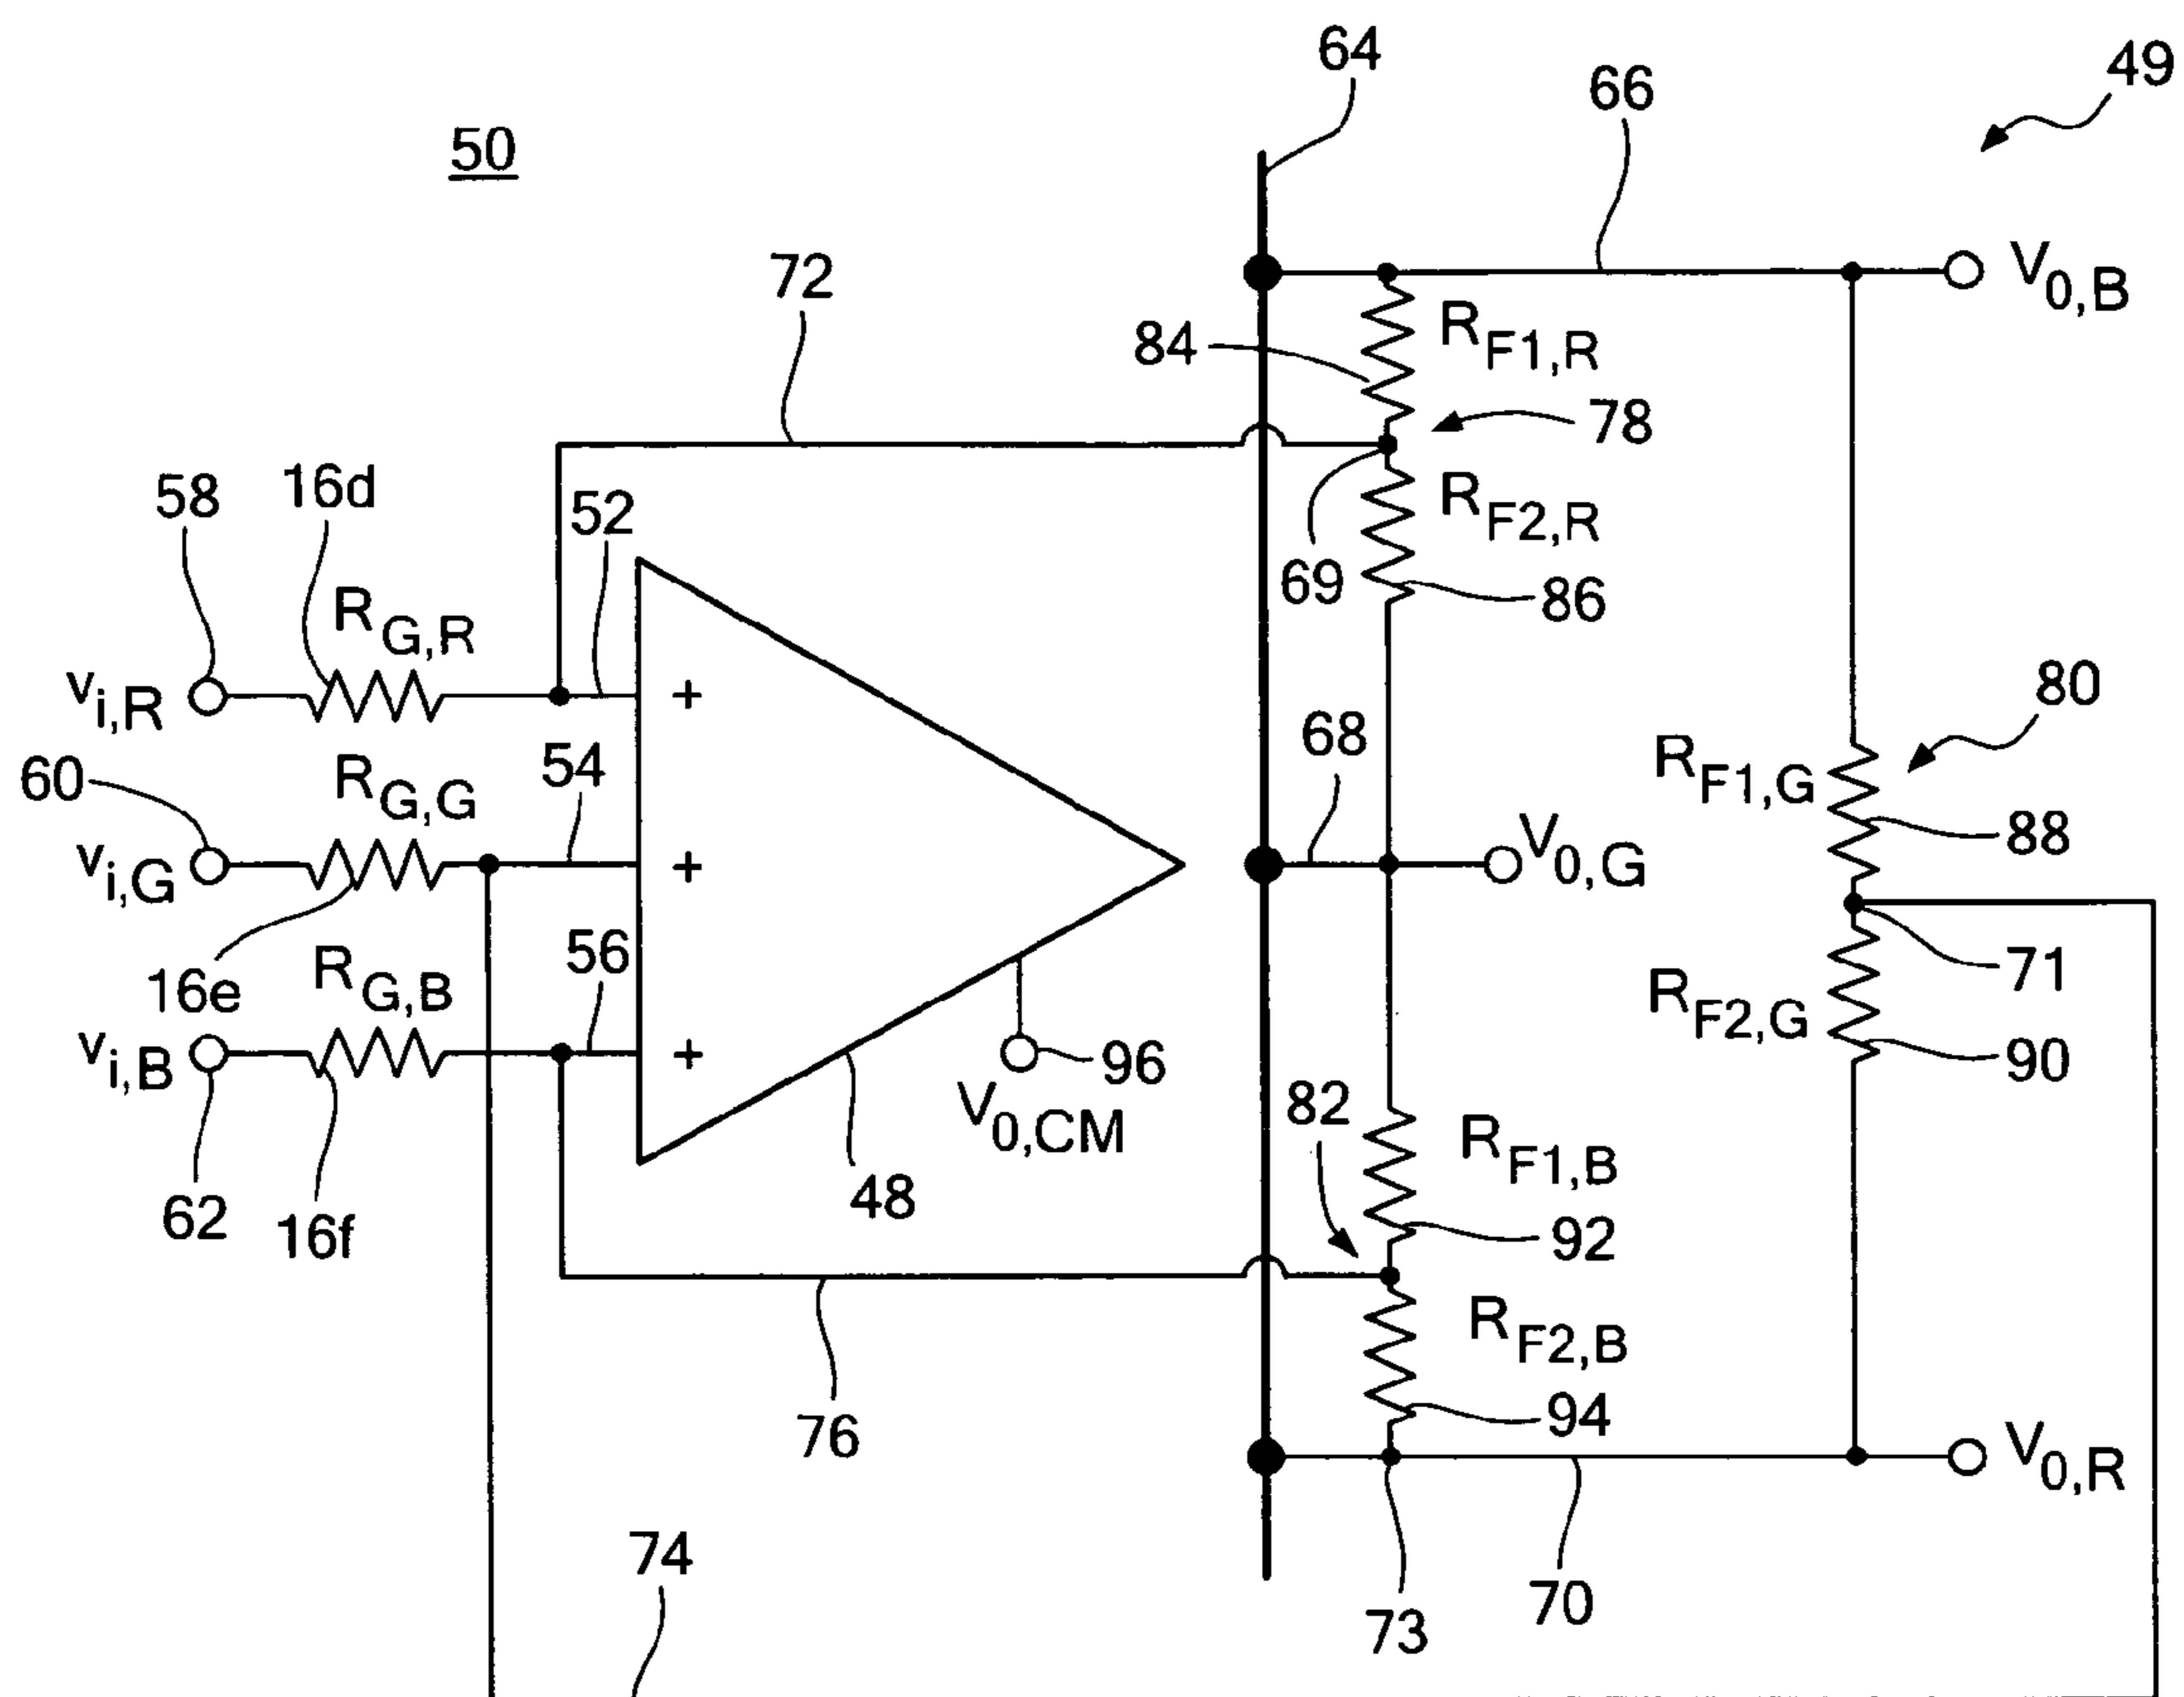 64
49
66
50
V0,B
72
RF1,R
84
78
58
16d
52
RF2,R
69
86
RG,R
vi,R
+
80
68
54
60
RG,G
RF1,G
88
V0,G
vi,G
+
56
71
16e
RG,B
RF2,G
90
vi,B
+
96
82
V0,CM
RF1,B
62
16f
48
92
RF2,B
94
76
V0,R
74
70
73